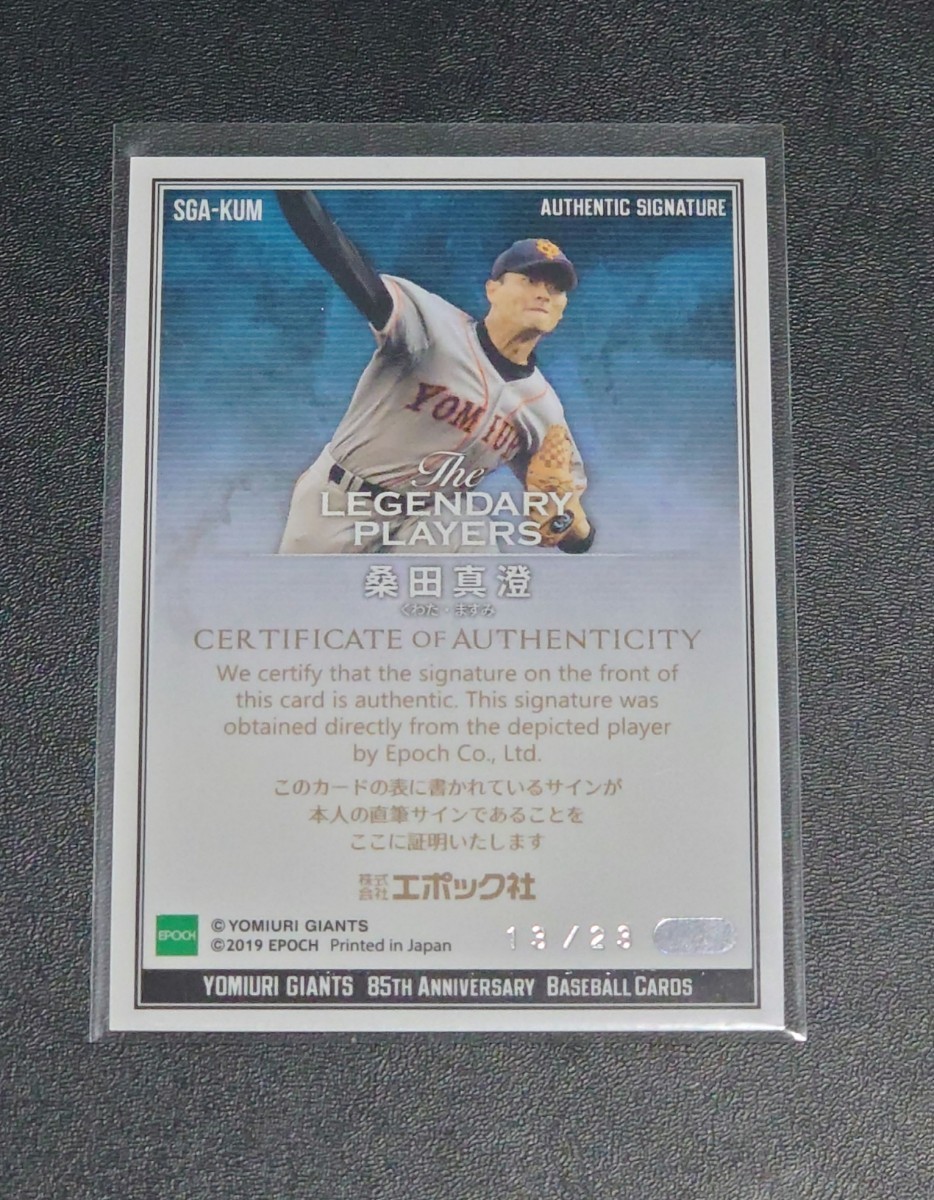 SGA-KUM
AUTHENTIC SIGNATURE
The
LEGENDARY
PLAYERS
桑田真澄
くわた・ますみ
CERTIFICATE OF AUTHENTICITY
We certify that the signature on the front of
this card is authentic. This signature was
obtained directly from the depicted player
by Epoch Co., Ltd.
このカードの表に書かれているサインが
本人の直筆サインであることを
ここに証明いたします
株式会社エポック社
EPOCH
©YOMIURI GIANTS
©2019 EPOCH Printed in Japan
13/23
YOMIURI GIANTS 85TH ANNIVERSARY BASEBALL CARDS